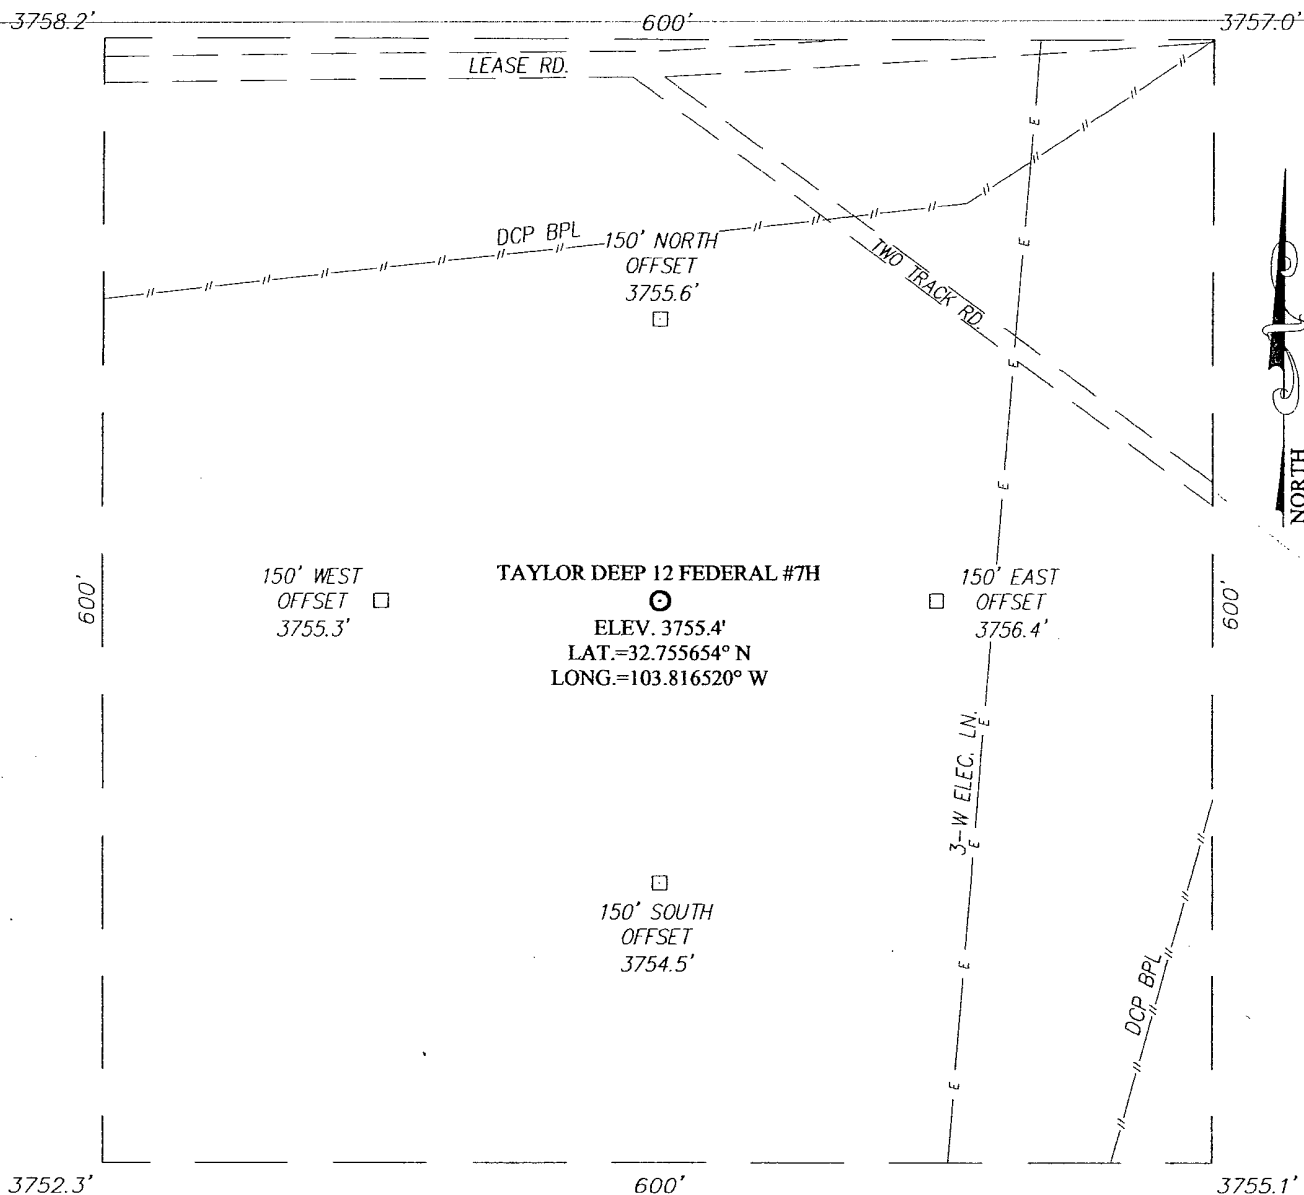 3758.2'
600'
3757.0'
LEASE RD.
DCP BPL
150' NORTH
OFFSET
3755.6'
TWO TRACK RD.
NORTH
600'
150' WEST
OFFSET
3755.3'
TAYLOR DEEP 12 FEDERAL #7H
ELEV. 3755.4'
LAT.=32.755654° N
LONG.=103.816520° W
150' EAST
OFFSET
3756.4'
600'
3-W ELEC. LN.
150' SOUTH
OFFSET
3754.5'
DCP BPL
3752.3'
600'
3755.1'